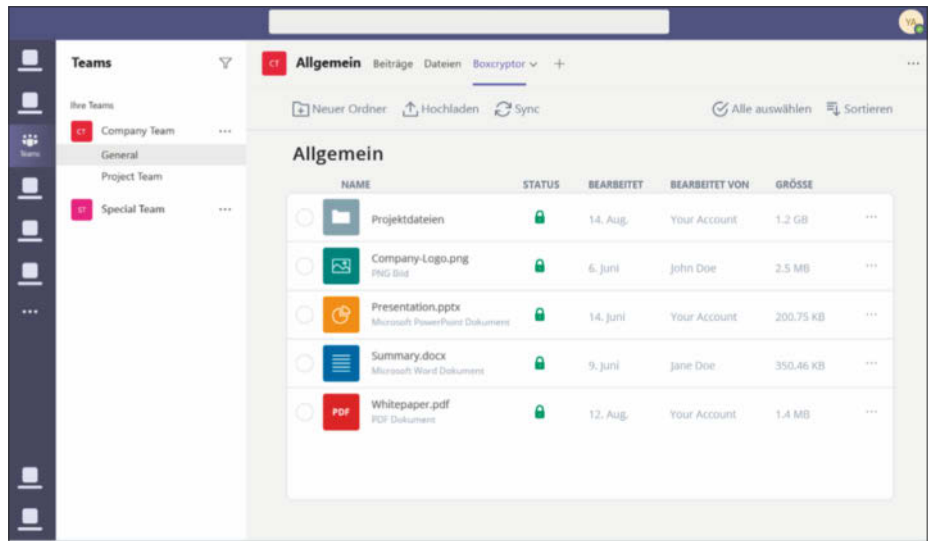 YA
Teams
CT Allgemein Beiträge Dateien Boxcryptor +
Ihre Teams
CT Company Team
General
Project Team
CT Special Team
Teams
Neuer Ordner Hochladen Sync Alle auswählen Sortieren
Allgemein
NAME STATUS BEARBEITET BEARBEITET VON GRÖSSE
Projektdateien 14. Aug. Your Account 1.2 GB
Company-Logo.png 6. Juni John Doe 2.5 MB
PNG Bild
Presentation.pptx 14. Juni Your Account 200.75 KB
Microsoft PowerPoint Dokument
Summary.docx 9. Juni Jane Doe 350.46 KB
Microsoft Word Dokument
PDF Whitepaper.pdf 12. Aug. Your Account 1.4 MB
PDF Dokument